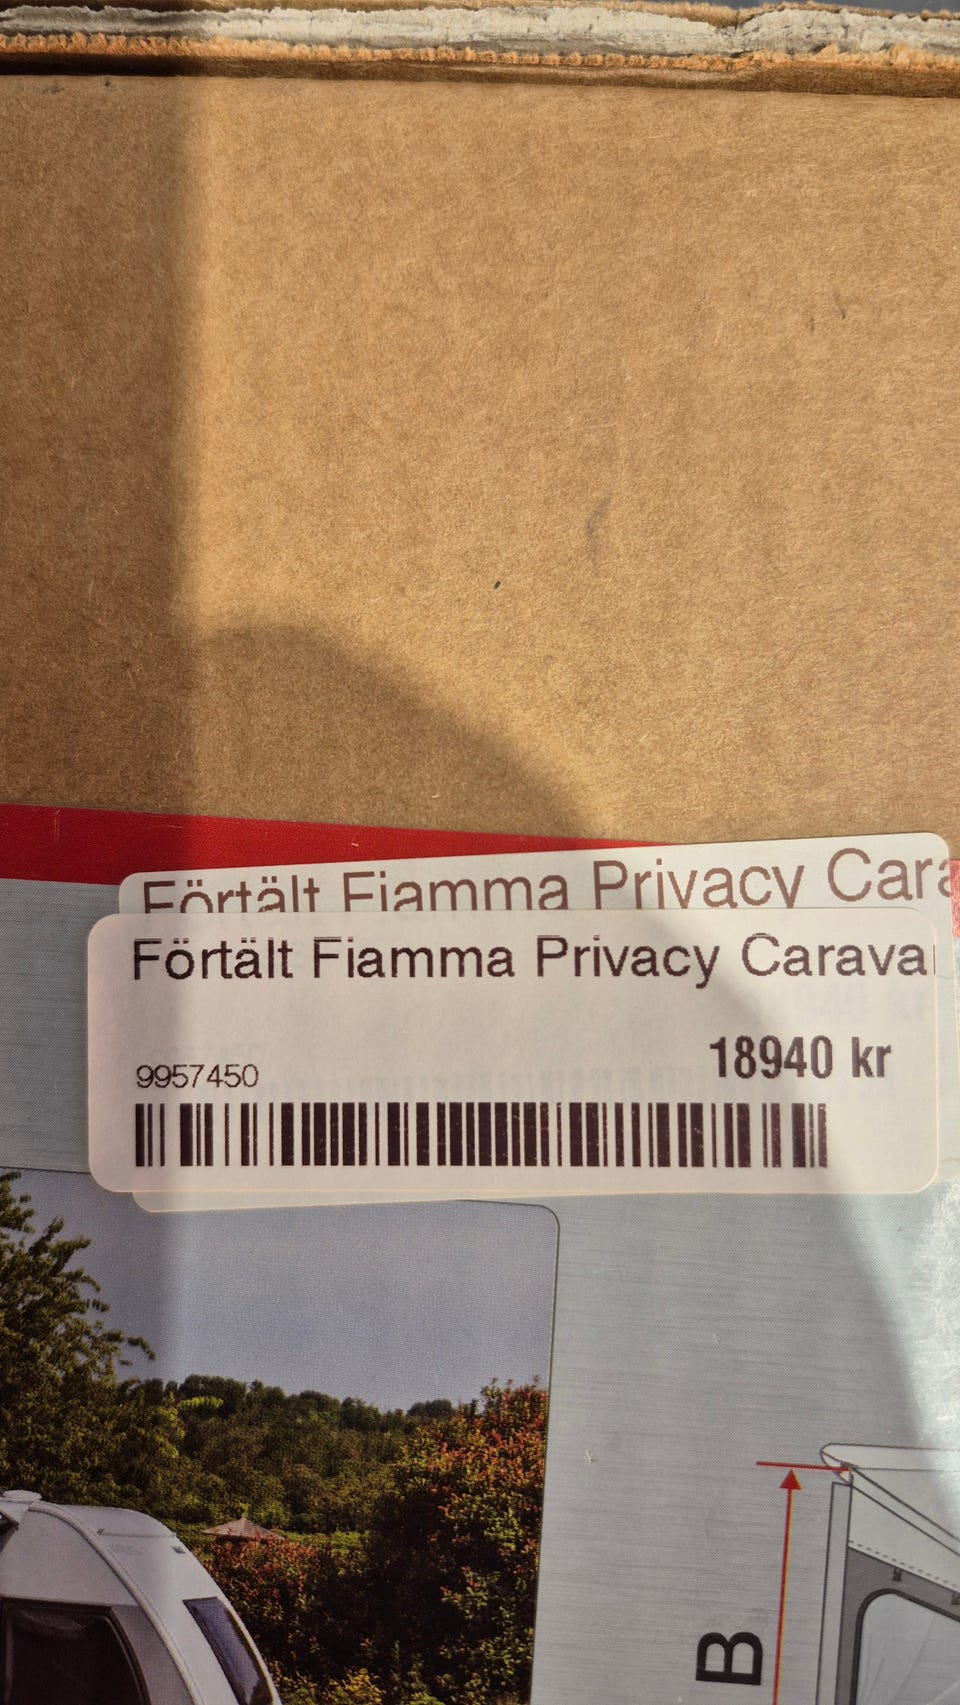 Förtält Fiamma Privacy Cara
Förtält Fiamma Privacy Carava
18940 kr
9957450
B